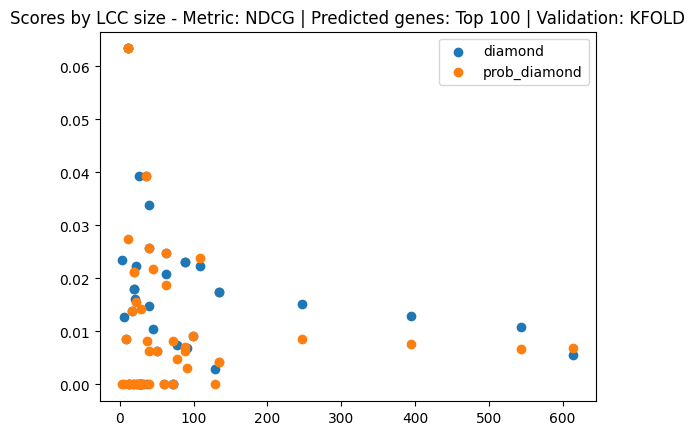 Scores by LCC size - Metric: NDCG | Predicted genes: Top 100 | Validation: KFOLD
diamond
prob_diamond
0.06
0.05
0.04
0.03
0.02
0.01
0.00
0 100 200 300 400 500 600